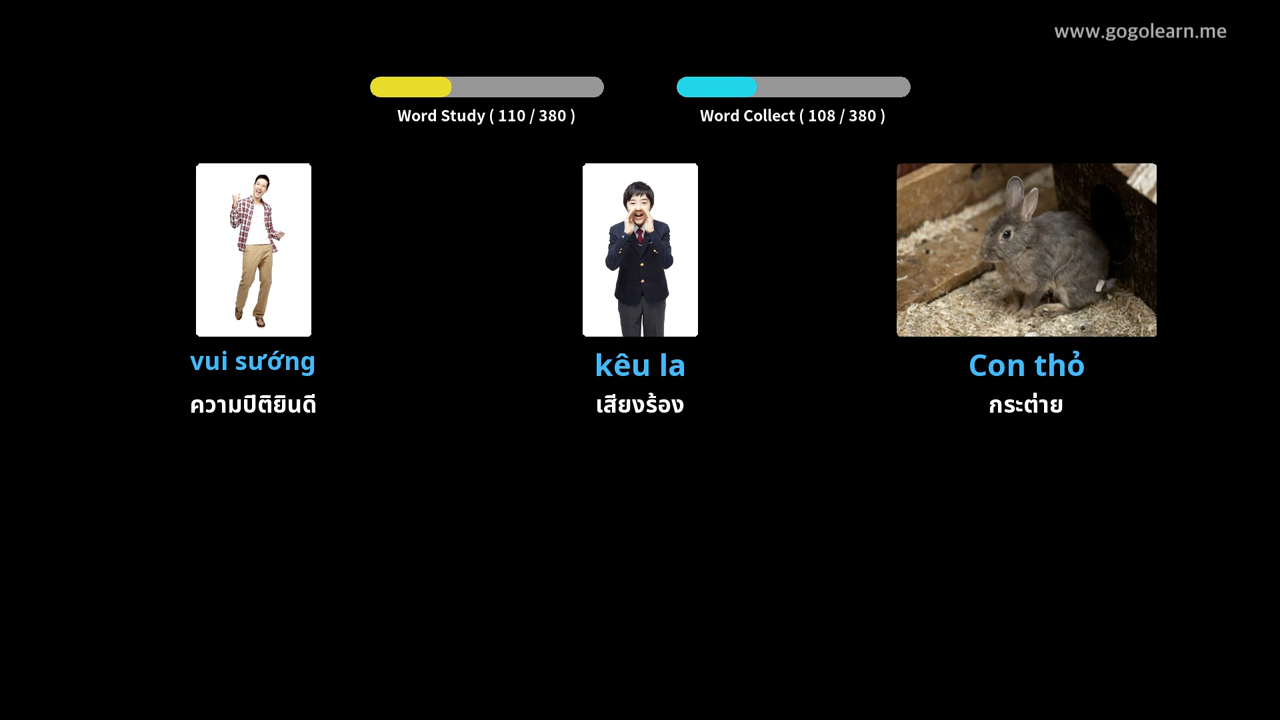 www.gogolearn.me
Word Study ( 110 / 380 )
Word Collect ( 108 / 380 )
vui sướng
kêu la
Con thỏ
ความปิติยินดี
เสียงร้อง
กระต่าย